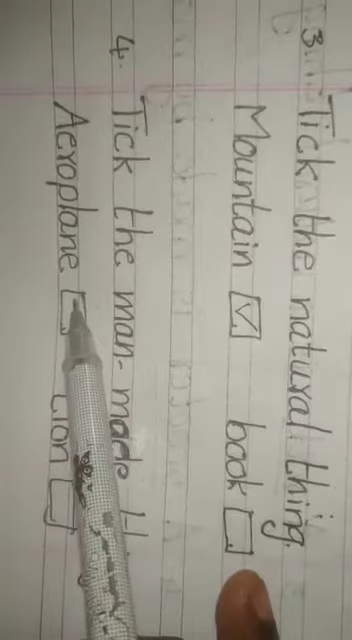 3. Tick the natural thing.
Mountain ☑ book ☐
4. Tick the man-made
Aeroplane ☐ Lion ☐